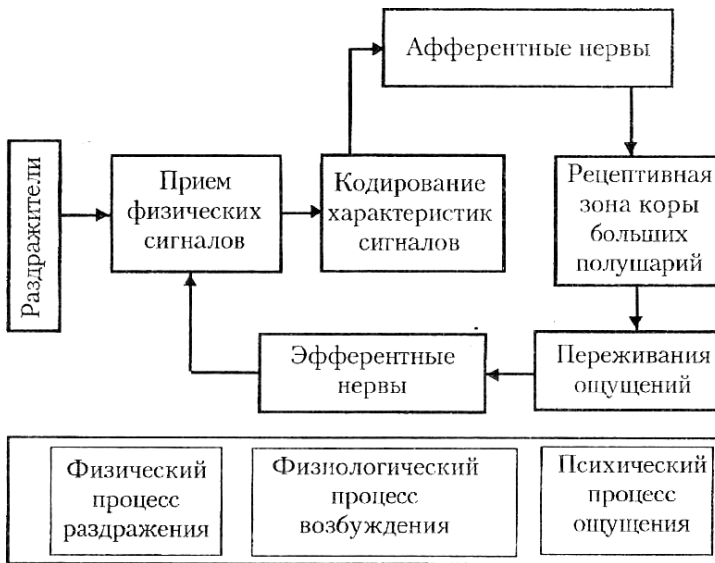 Афферентные нервы
Раздражители
Прием
физических
сигналов
Кодирование
характеристик
сигналов
Рецептивная
зона коры
больших
полушарий
Эфферентные
нервы
Переживания
ощущений
Физический
процесс
раздражения
Физиологический
процесс
возбуждения
Психический
процесс
ощущения